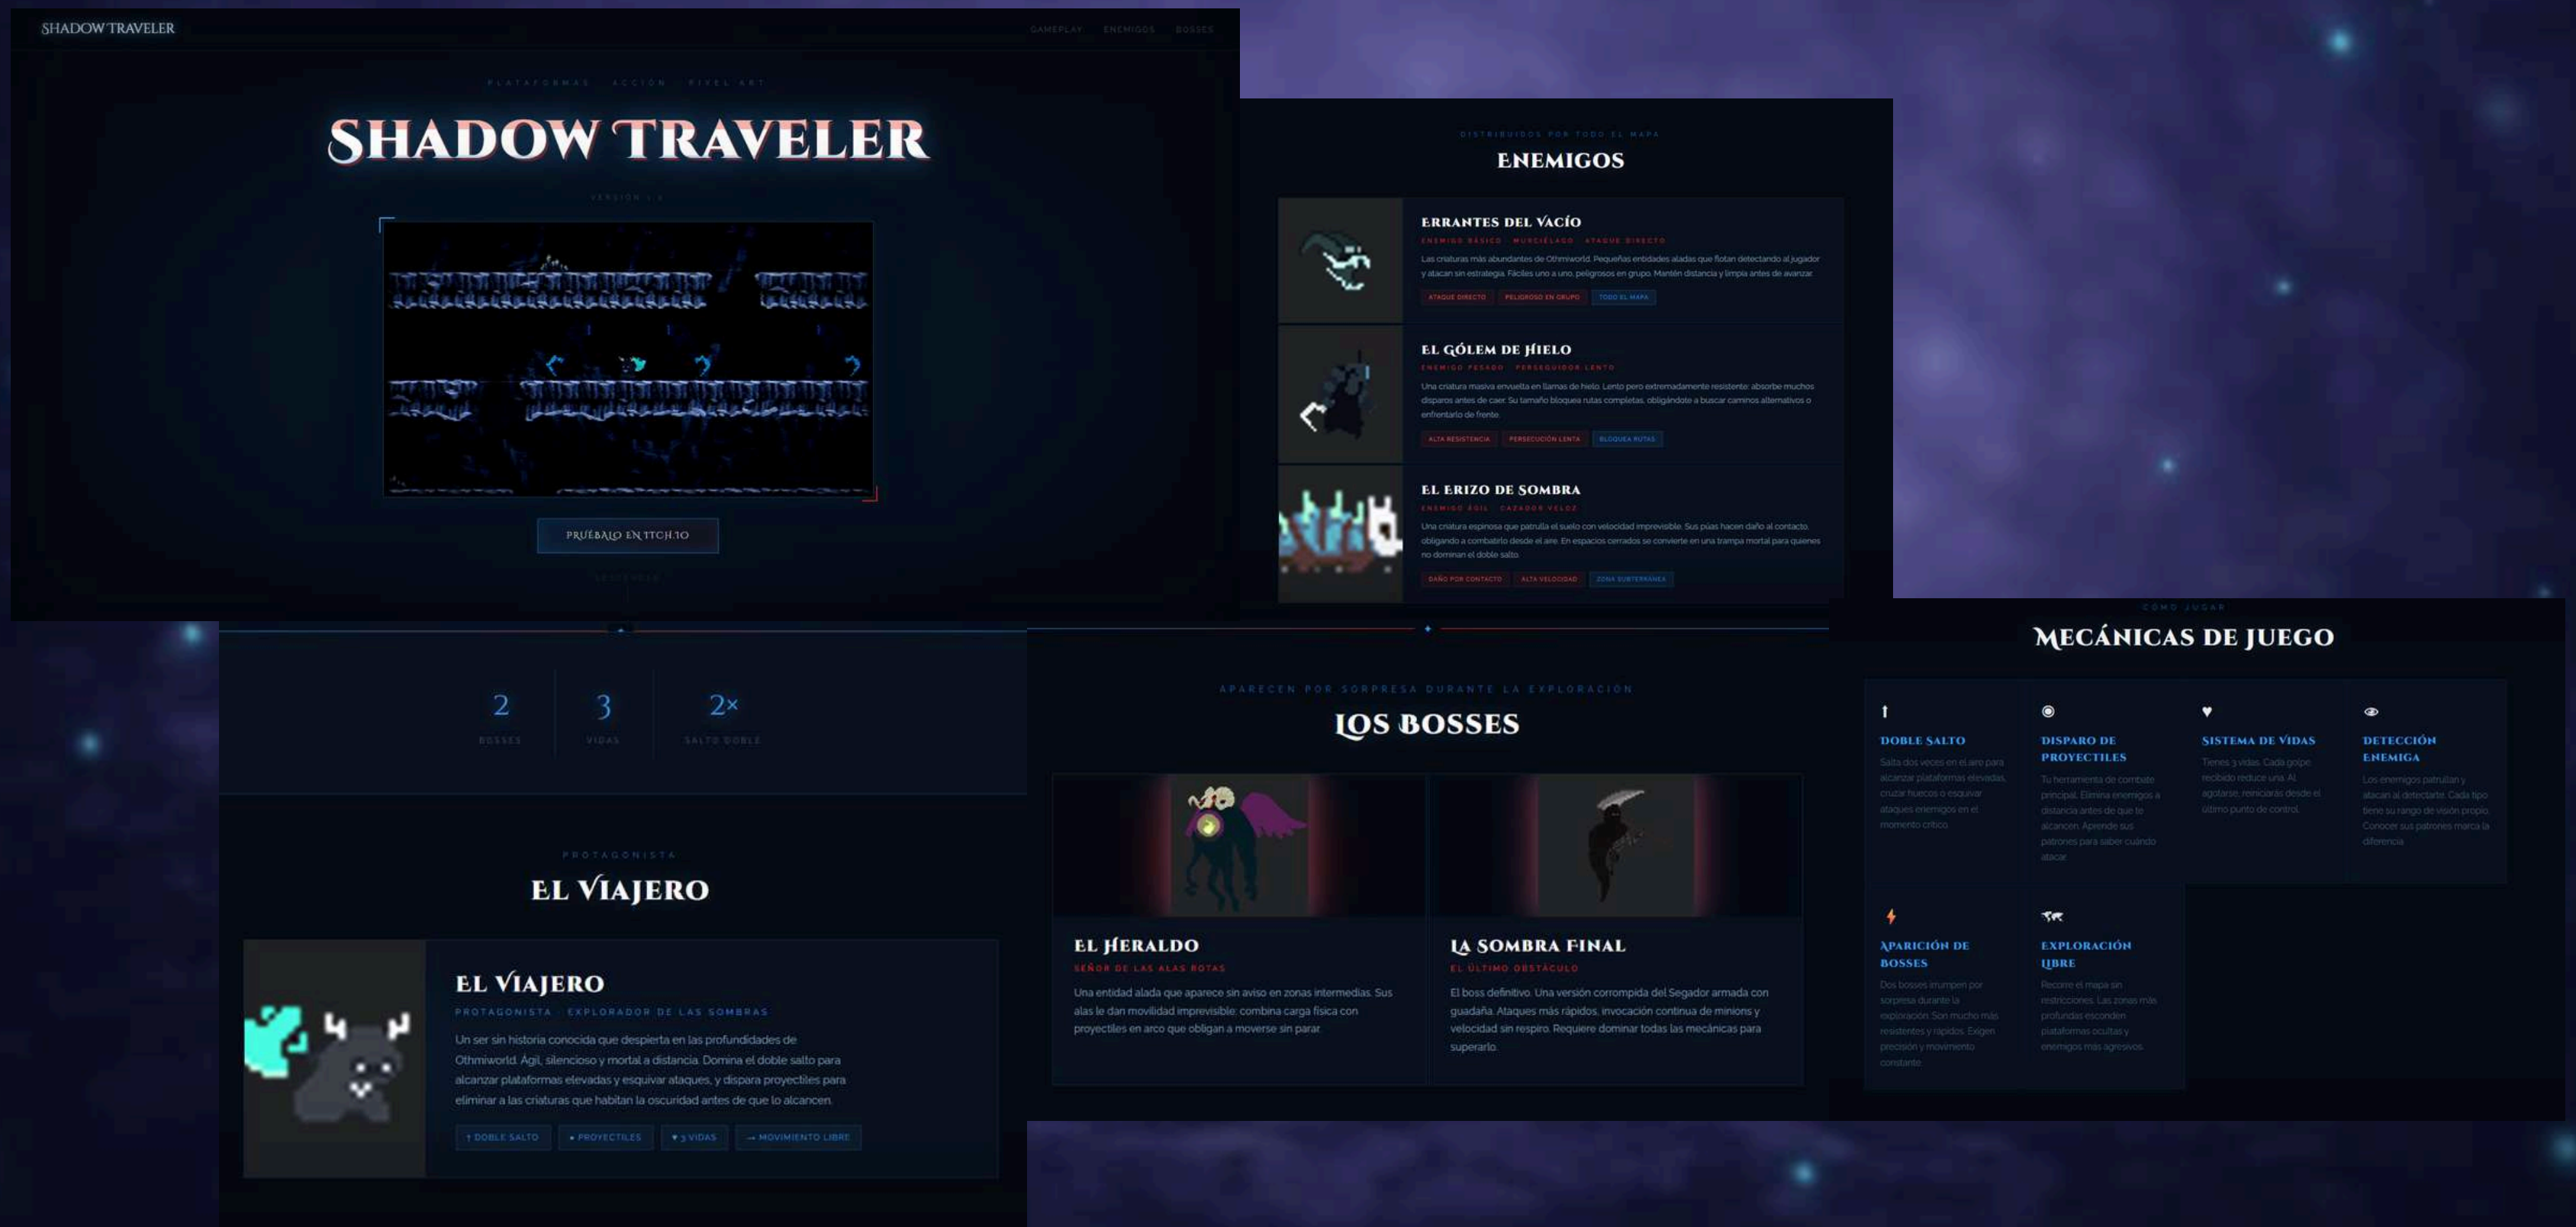 SHADOW TRAVELER
GAMEPLAY ENEMIGOS BOSSES
PLATAFORMAS ACCIÓN PIXEL ART
SHADOW TRAVELER
VERSIÓN 1.0
PRUÉBALO EN ITCH.IO
DISTRIBUIDOS POR TODO EL MAPA
ENEMIGOS
ERRANTES DEL VACÍO
ENEMIGO BÁSICO · MURCIÉLAGO · ATAQUE DIRECTO
Las criaturas más abundantes de Othmiworld. Pequeñas entidades aladas que flotan detectando al jugador
y atacan sin estrategia. Fáciles uno a uno, peligrosos en grupo. Mantén distancia y limpia antes de avanzar.
ATAQUE DIRECTO PELIGROSO EN GRUPO TODO EL MAPA
EL GÓLEM DE HIELO
ENEMIGO PESADO · PERSEGUIDOR LENTO
Una criatura masiva envuelta en llamas de hielo. Lento pero extremadamente resistente: absorbe muchos
disparos antes de caer. Su tamaño bloquea rutas completas, obligándote a buscar caminos alternativos o
enfrentarlo de frente.
ALTA RESISTENCIA PERSECUCIÓN LENTA BLOQUEA RUTAS
EL ERIZO DE SOMBRA
ENEMIGO ÁGIL · CAZADOR VELOZ
Una criatura espinosa que patrulla el suelo con velocidad imprevisible. Sus púas hacen daño al contacto,
obligando a combatirlo desde el aire. En espacios cerrados se convierte en una trampa mortal para quienes
no dominan el doble salto.
DAÑO POR CONTACTO ALTA VELOCIDAD ZONA SUBTERRÁNEA
2
BOSSES
3
VIDAS
2×
SALTO DOBLE
PROTAGONISTA
EL VIAJERO
EL VIAJERO
PROTAGONISTA · EXPLORADOR DE LAS SOMBRAS
Un ser sin historia conocida que despierta en las profundidades de
Othmiworld. Ágil, silencioso y mortal a distancia. Domina el doble salto para
alcanzar plataformas elevadas y esquivar ataques, y dispara proyectiles para
eliminar a las criaturas que habitan la oscuridad antes de que lo alcancen.
↑ DOBLE SALTO ● PROYECTILES ♥ 3 VIDAS → MOVIMIENTO LIBRE
APARECEN POR SORPRESA DURANTE LA EXPLORACIÓN
LOS BOSSES
EL HERALDO
SEÑOR DE LAS ALAS ROTAS
Una entidad alada que aparece sin aviso en zonas intermedias. Sus
alas le dan movilidad imprevisible: combina carga física con
proyectiles en arco que obligan a moverse sin parar.
LA SOMBRA FINAL
EL ÚLTIMO OBSTÁCULO
El boss definitivo. Una versión corrompida del Segador armada con
guadaña. Ataques más rápidos, invocación continua de minions y
velocidad sin respiro. Requiere dominar todas las mecánicas para
superarlo.
CÓMO JUGAR
MECÁNICAS DE JUEGO
DOBLE SALTO
Salta dos veces en el aire para
alcanzar plataformas elevadas,
cruzar huecos o esquivar
ataques enemigos en el
momento crítico.
DISPARO DE
PROYECTILES
Tu herramienta de combate
principal. Elimina enemigos a
distancia antes de que te
alcancen. Aprende sus
patrones para saber cuándo
atacar.
SISTEMA DE VIDAS
Tienes 3 vidas. Cada golpe
recibido reduce una. Al
agotarse, reiniciarás desde el
último punto de control.
DETECCIÓN
ENEMIGA
Los enemigos patrullan y
atacan al detectarte. Cada tipo
tiene su rango de visión propio.
Conocer sus patrones marca la
diferencia.
APARICIÓN DE
BOSSES
Dos bosses irrumpen por
sorpresa durante la
exploración. Son mucho más
resistentes y rápidos. Exigen
precisión y movimiento
constante.
EXPLORACIÓN
LIBRE
Recorre el mapa sin
restricciones. Las zonas más
profundas esconden
plataformas ocultas y
enemigos más agresivos.